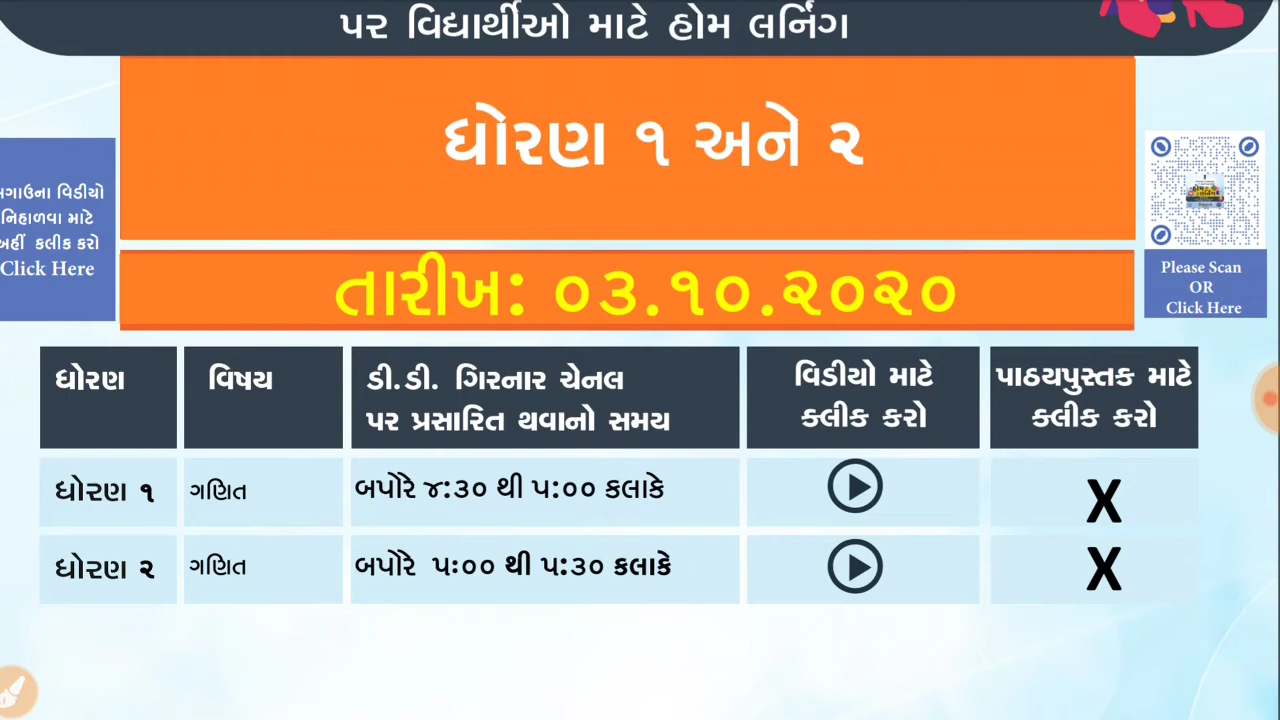 પર વિદ્યાર્થીઓ માટે હોમ લર્નિંગ
ધોરણ ૧ અને ૨
તારીખ: ૦૩.૧૦.૨૦૨૦
વિડીયો
નિહાળવા માટે
અહીં કલીક કરો
Click Here
Please Scan
OR
Click Here
ધોરણ વિષય ડી.ડી. ગિરનાર ચેનલ વિડીયો માટે પાઠયપુસ્તક માટે
પર પ્રસારિત થવાનો સમય ક્લીક કરો ક્લીક કરો
ધોરણ ૧ ગણિત બપોરે ૪:૩૦ થી ૫:૦૦ કલાકે X
ધોરણ ૨ ગણિત બપોરે ૫:૦૦ થી ૫:૩૦ કલાકે X